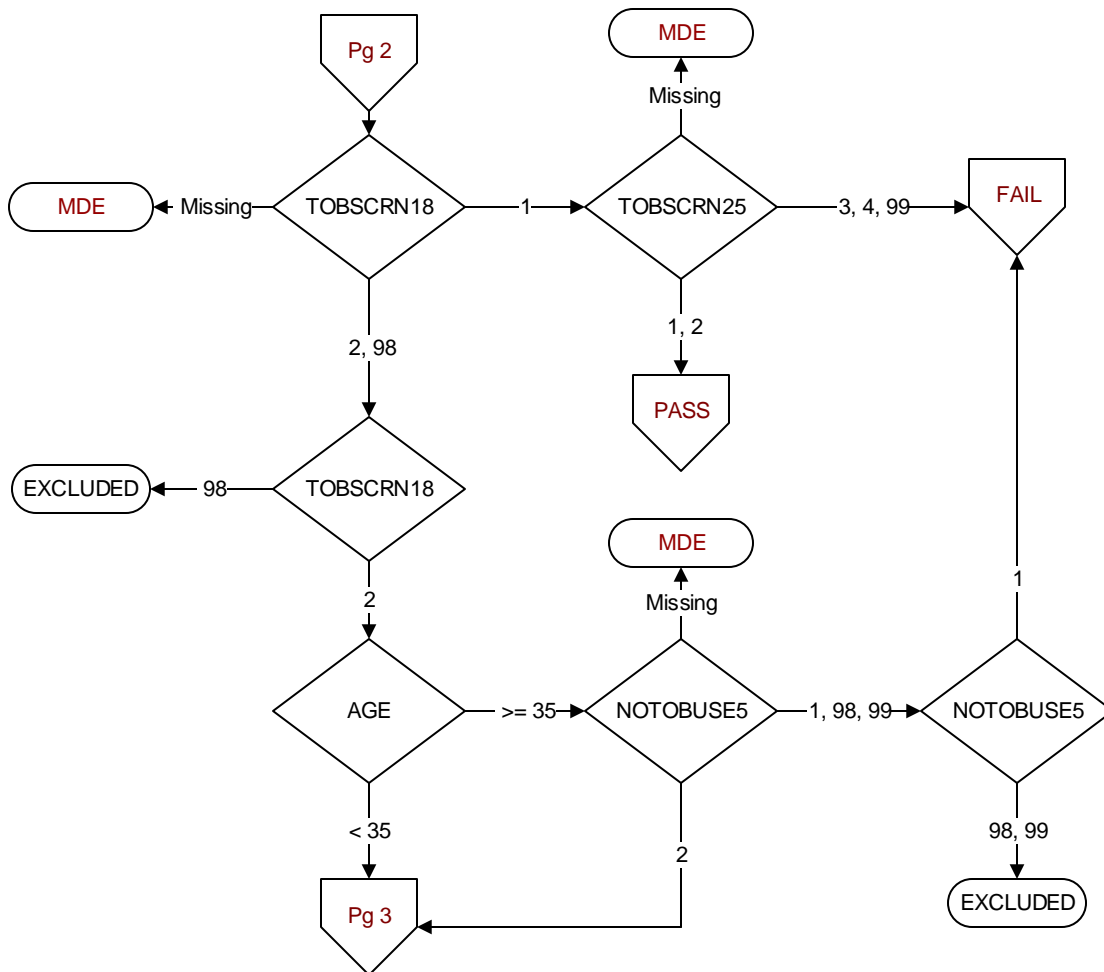 MDE
Pg 2
Missing
MDE
Missing
TOBSCRN18
1
TOBSCRN25
3, 4, 99
FAIL
1, 2
2, 98
PASS
EXCLUDED
98
TOBSCRN18
MDE
Missing
1
2
AGE
>= 35
NOTOBUSE5
1, 98, 99
NOTOBUSE5
< 35
2
98, 99
Pg 3
EXCLUDED